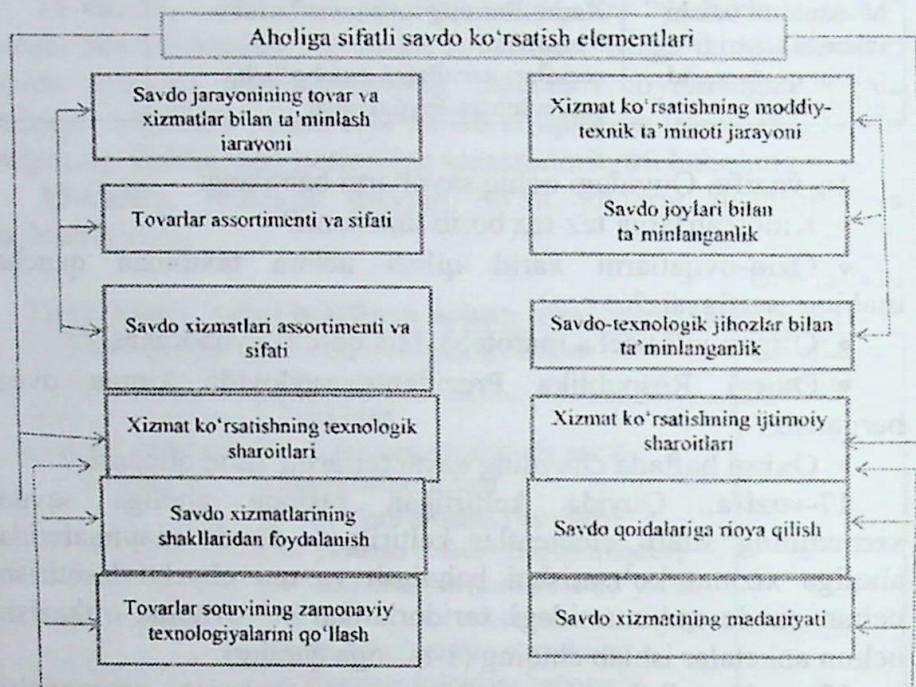 Aholiga sifatli savdo ko‘rsatish elementlari
Savdo jarayonining tovar va
xizmatlar bilan ta’minlash
jarayoni
Tovarlar assortimenti va sifati
Savdo xizmatlari assortimenti va
sifati
Xizmat ko‘rsatishning texnologik
sharoitlari
Savdo xizmatlarining
shakllaridan foydalanish
Tovarlar sotuvining zamonaviy
texnologiyalarini qo‘llash
Xizmat ko‘rsatishning moddiy-
texnik ta’minoti jarayoni
Savdo joylari bilan
ta’minlanganlik
Savdo-texnologik jihozlar bilan
ta’minlanganlik
Xizmat ko‘rsatishning ijtimoiy
sharoitlari
Savdo qoidalariga rioya qilish
Savdo xizmatining madaniyati